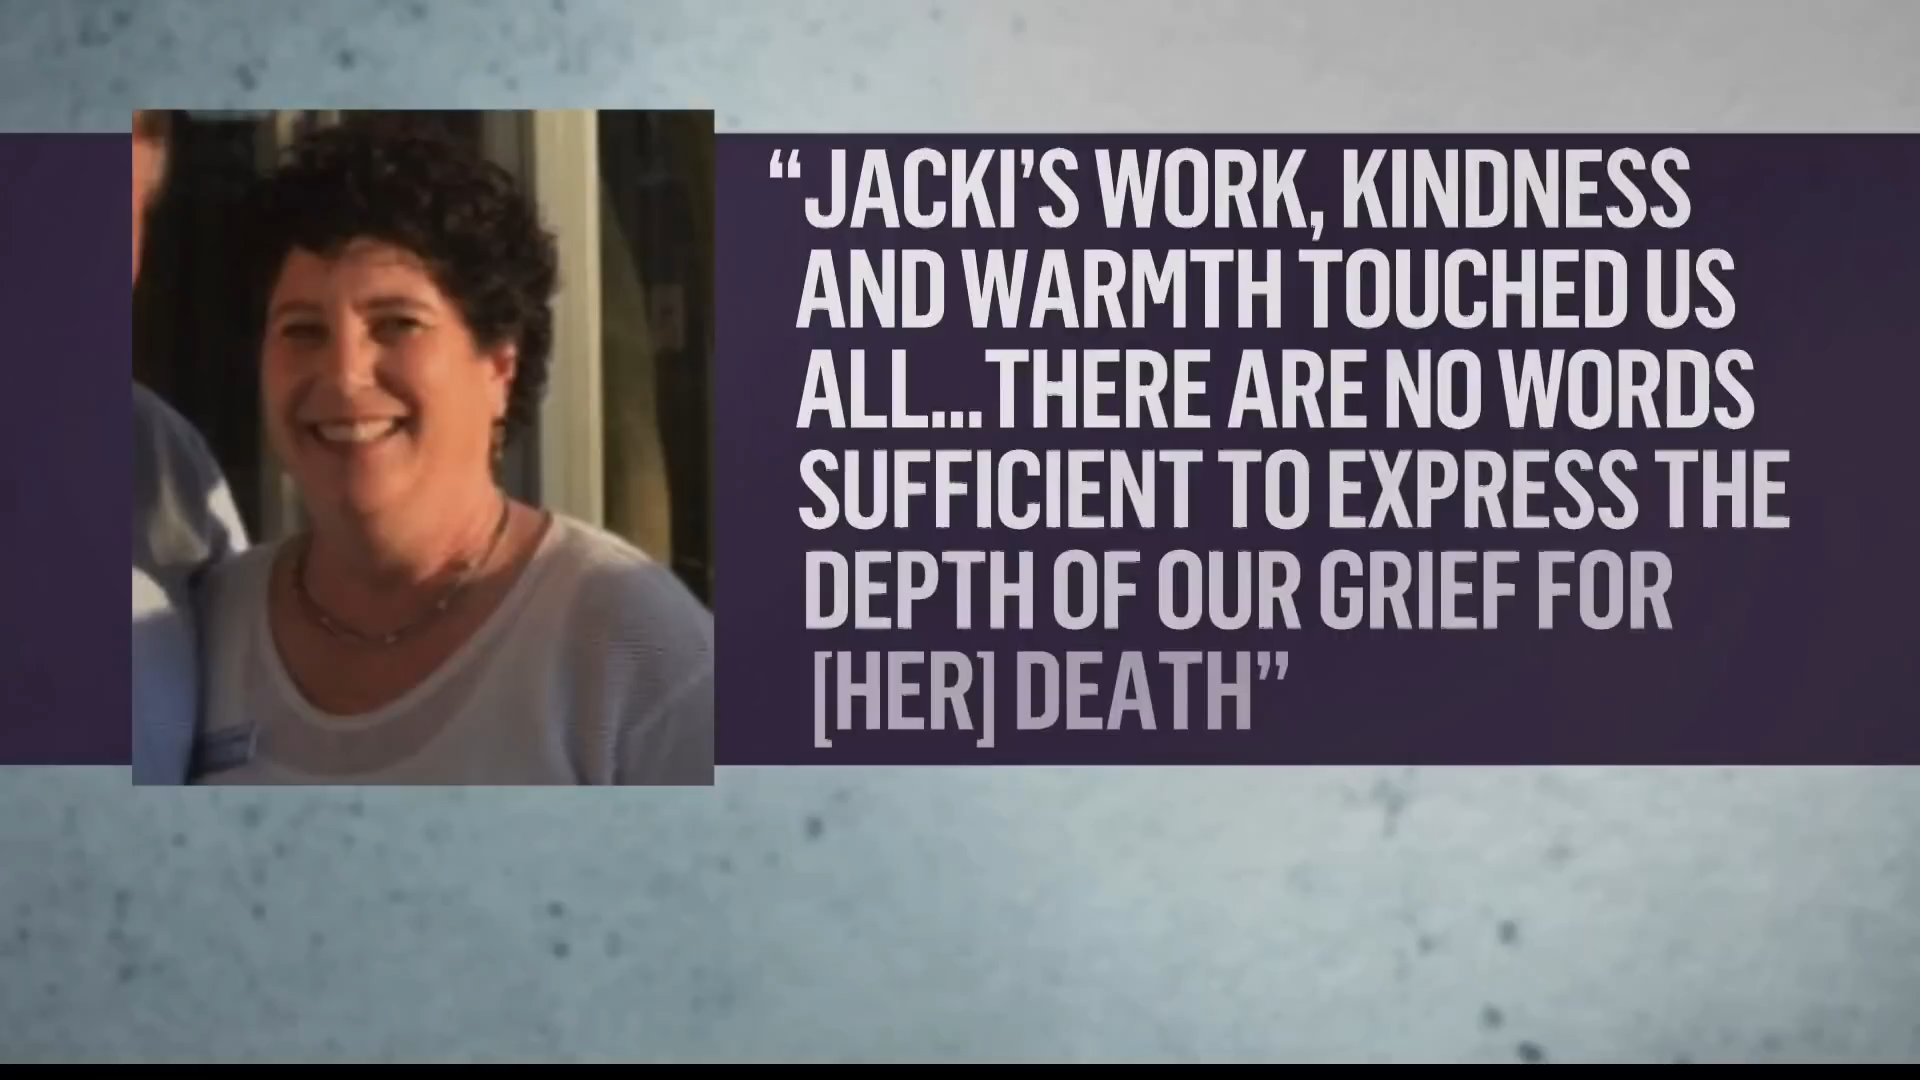 “JACKI’S WORK, KINDNESS
AND WARMTH TOUCHED US
ALL...THERE ARE NO WORDS
SUFFICIENT TO EXPRESS THE
DEPTH OF OUR GRIEF FOR
[HER] DEATH”